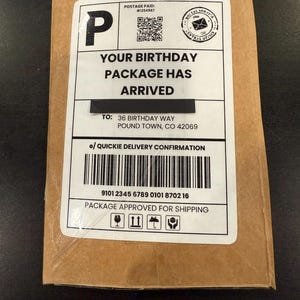 P
POSTAGE PAID:
YOUR BIRTHDAY
PACKAGE HAS
ARRIVED
TO: 36 BIRTHDAY WAY
POUND TOWN, CO 42069
e/ QUICKIE DELIVERY CONFIRMATION
9101 2345 6789 0101 8702 16
PACKAGE APPROVED FOR SHIPPING